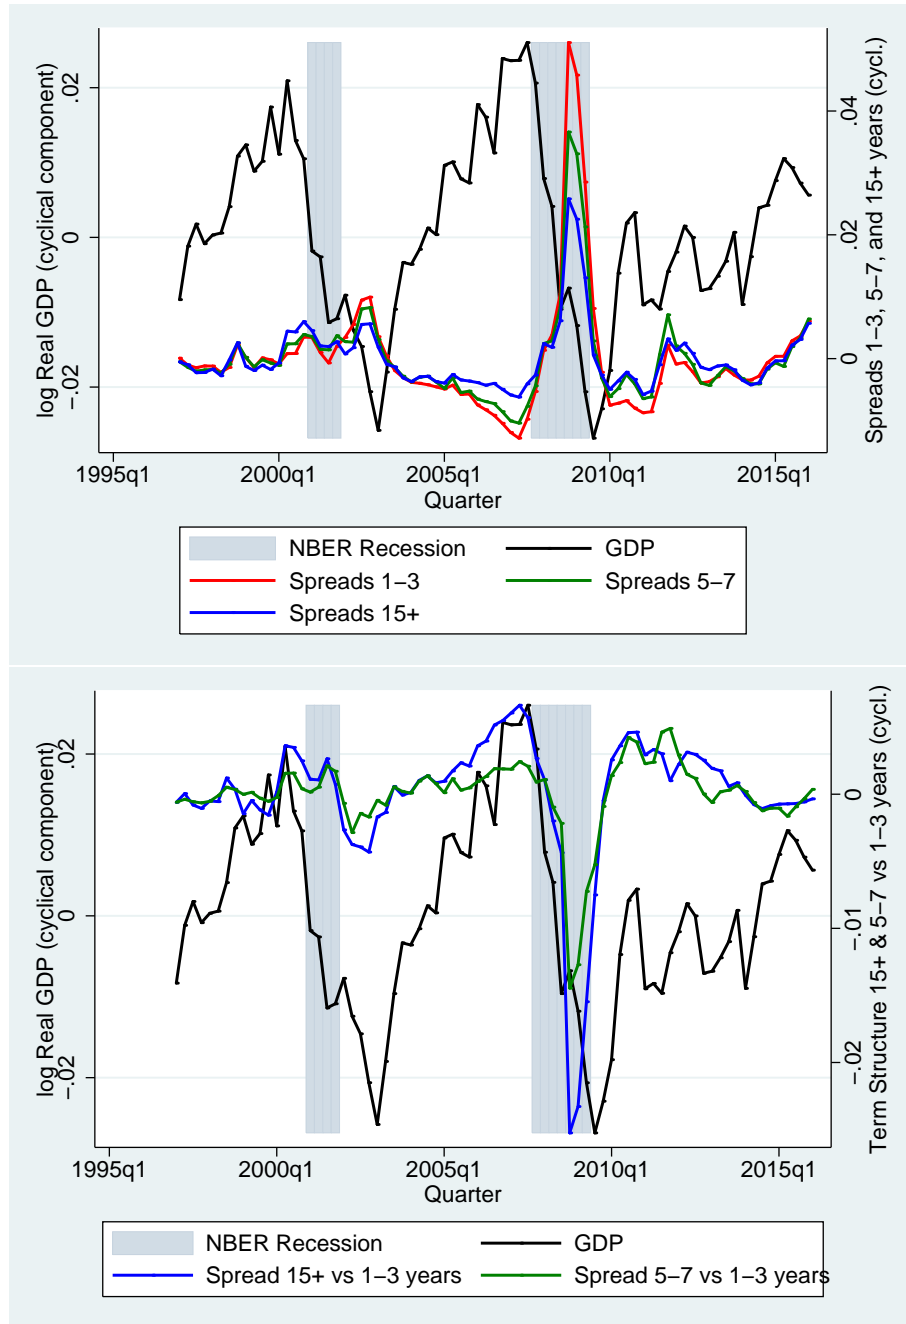 log Real GDP (cyclical component)
.02
0
−.02
.04
.02
0
Spreads 1−3, 5−7, and 15+ years (cycl.)
1995q1 2000q1 2005q1 2010q1 2015q1
Quarter
NBER Recession GDP
Spreads 1−3 Spreads 5−7
Spreads 15+
log Real GDP (cyclical component)
.02
0
−.02
0
−.01
−.02
Term Structure 15+ & 5−7 vs 1−3 years (cycl.)
1995q1 2000q1 2005q1 2010q1 2015q1
Quarter
NBER Recession GDP
Spread 15+ vs 1−3 years Spread 5−7 vs 1−3 years